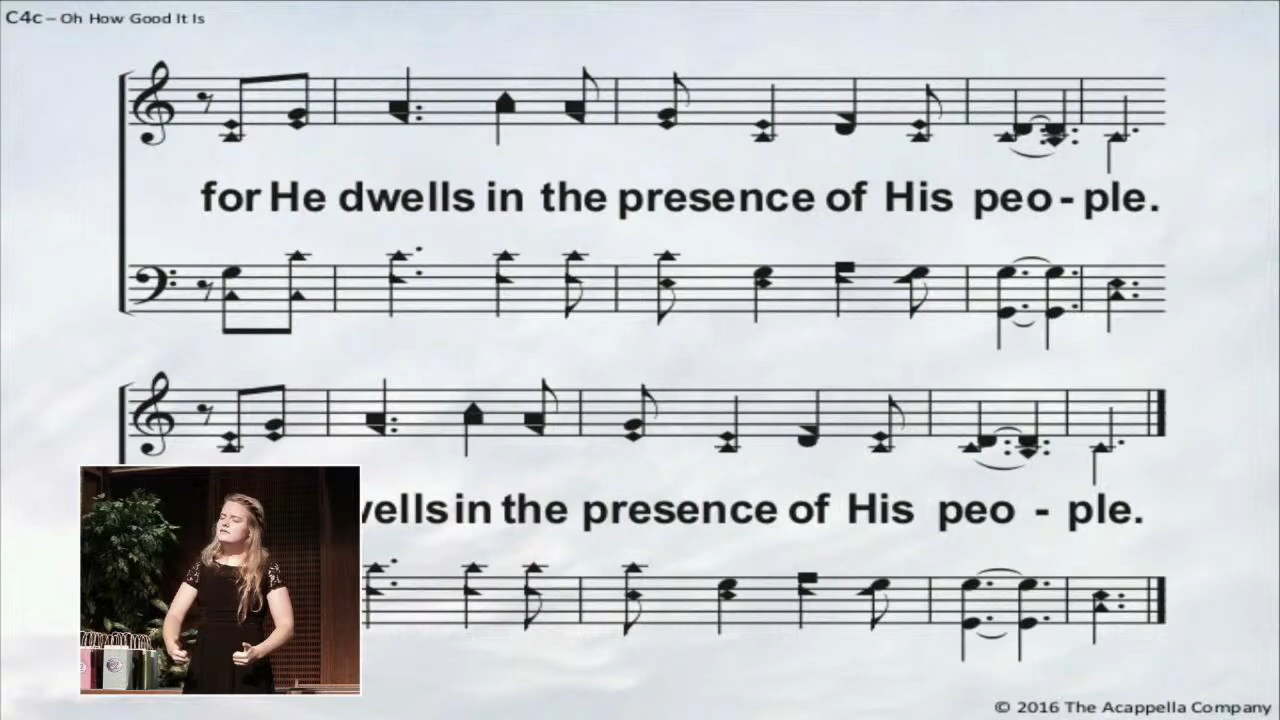 C4c – Oh How Good It Is
for He dwells in the presence of His peo - ple.
in the presence of His peo - ple.
© 2016 The Acappella Company